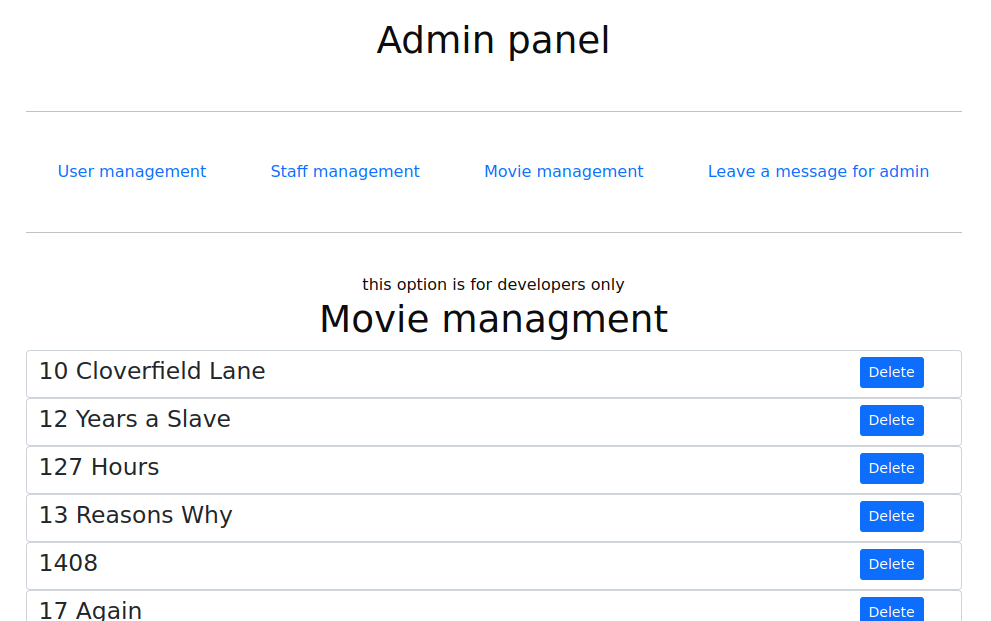 Admin panel
User management Staff management Movie management Leave a message for admin
this option is for developers only
Movie managment
10 Cloverfield Lane Delete
12 Years a Slave Delete
127 Hours Delete
13 Reasons Why Delete
1408 Delete
17 Again Delete